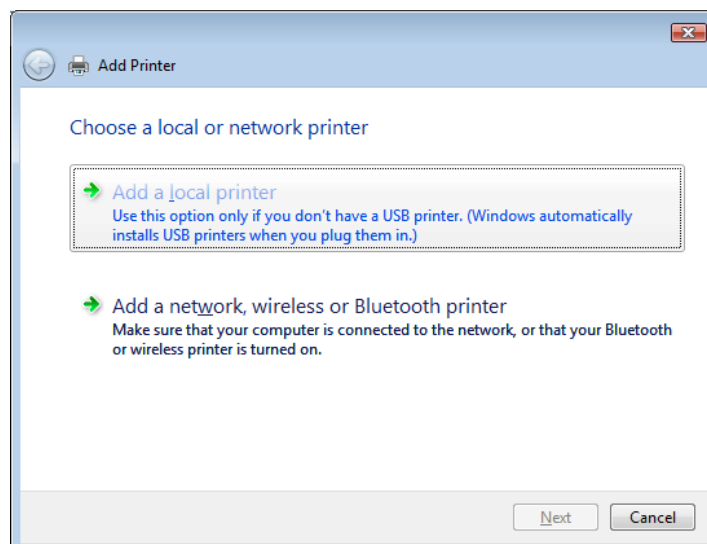 Add Printer
Choose a local or network printer
Add a local printer
Use this option only if you don't have a USB printer. (Windows automatically
installs USB printers when you plug them in.)
Add a network, wireless or Bluetooth printer
Make sure that your computer is connected to the network, or that your Bluetooth
or wireless printer is turned on.
Next Cancel